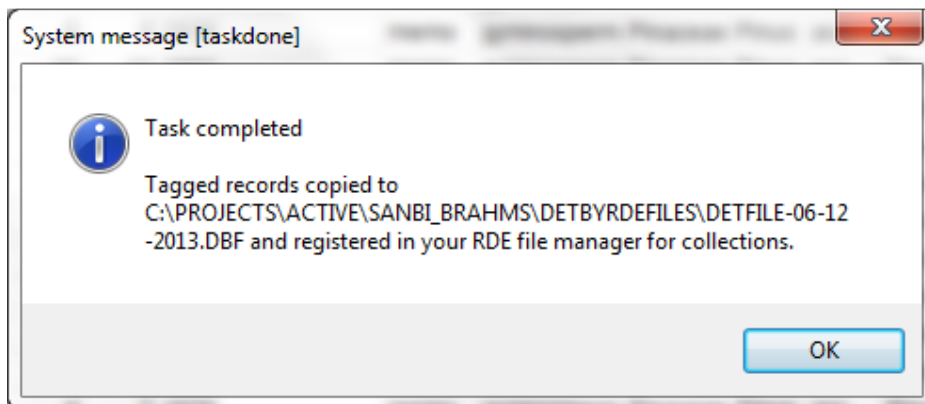 System message [taskdone]
Task completed
Tagged records copied to
C:\PROJECTS\ACTIVE\SANBI_BRAHMS\DETBYRDEFILES\DETFILE-06-12
-2013.DBF and registered in your RDE file manager for collections.
OK